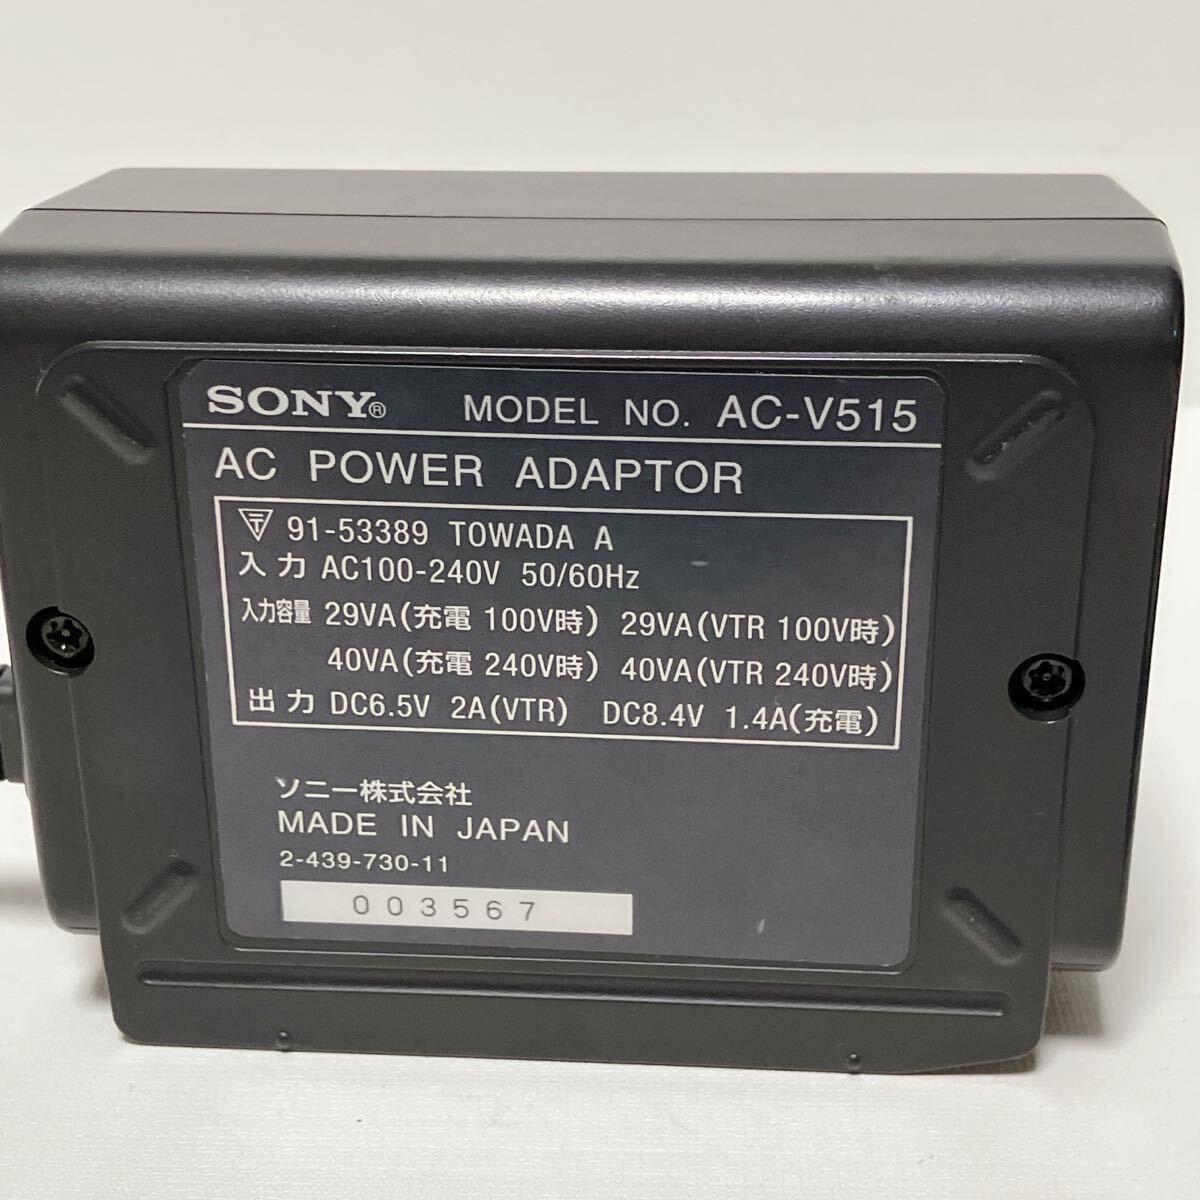 SONY® MODEL NO. AC-V515
AC POWER ADAPTOR
〒 91-53389 TOWADA A
入力 AC100-240V 50/60Hz
入力容量 29VA(充電 100V時) 29VA(VTR 100V時)
40VA(充電 240V時) 40VA(VTR 240V時)
出力 DC6.5V 2A(VTR) DC8.4V 1.4A(充電)
ソニー株式会社
MADE IN JAPAN
2-439-730-11
003567